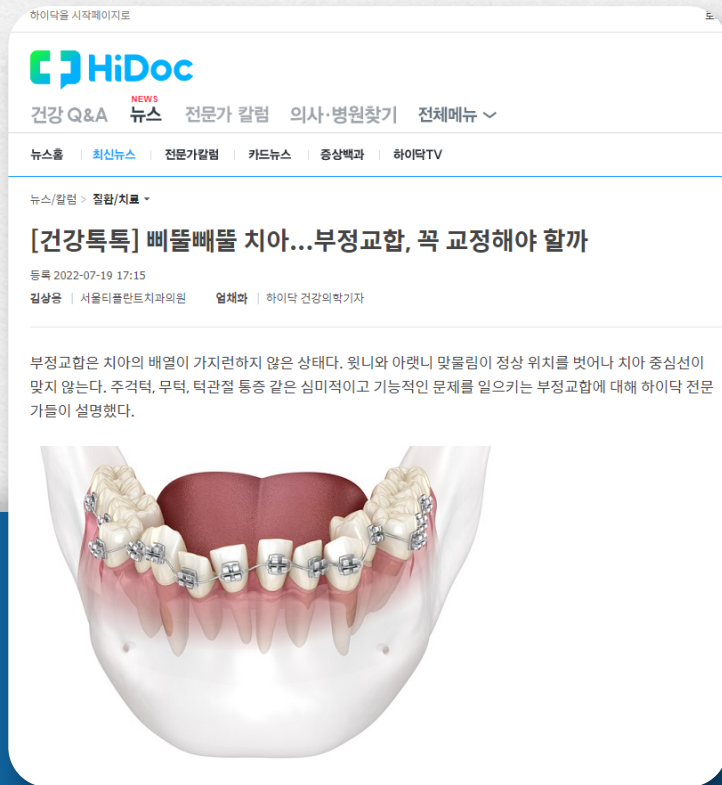 하이닥을 시작페이지로
HiDoc
NEWS
건강 Q&A 뉴스 전문가 칼럼 의사·병원찾기 전체메뉴
뉴스홈 최신뉴스 전문가칼럼 카드뉴스 증상백과 하이닥TV
뉴스/칼럼 > 질환/치료
[건강톡톡] 삐뚤빼뚤 치아...부정교합, 꼭 교정해야 할까
등록 2022-07-19 17:15
김상용 | 서울티플란트치과의원 엄채화 | 하이닥 건강의학기자
부정교합은 치아의 배열이 가지런하지 않은 상태다. 윗니와 아랫니 맞물림이 정상 위치를 벗어나 치아 중심선이
맞지 않는다. 주걱턱, 무턱, 턱관절 통증 같은 심미적이고 기능적인 문제를 일으키는 부정교합에 대해 하이닥 전문
가들이 설명했다.